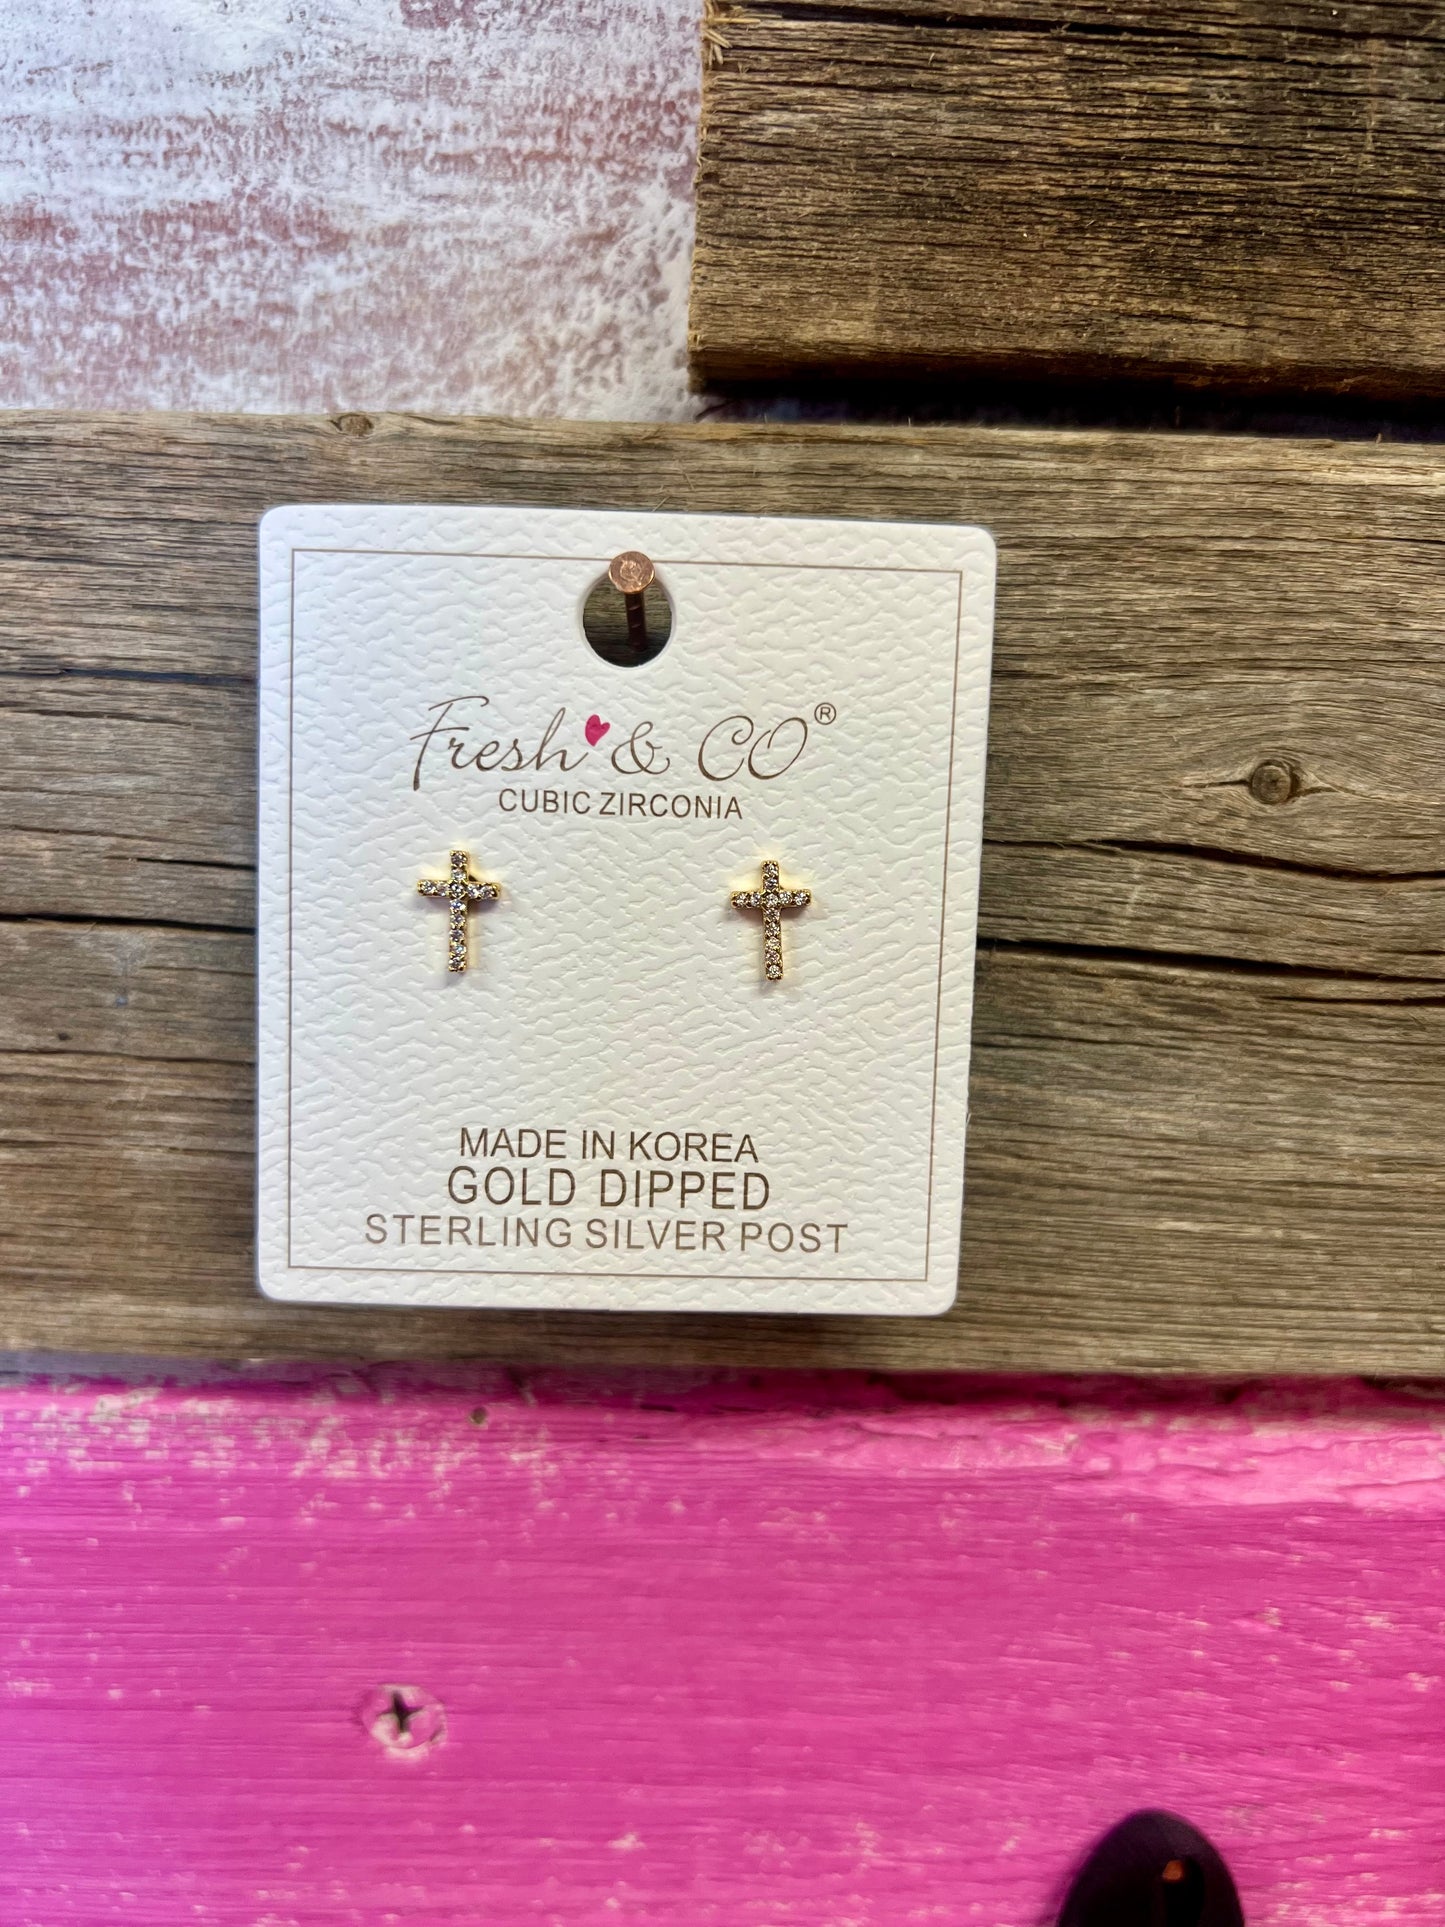 Fresh & CO®
CUBIC ZIRCONIA
MADE IN KOREA
GOLD DIPPED
STERLING SILVER POST